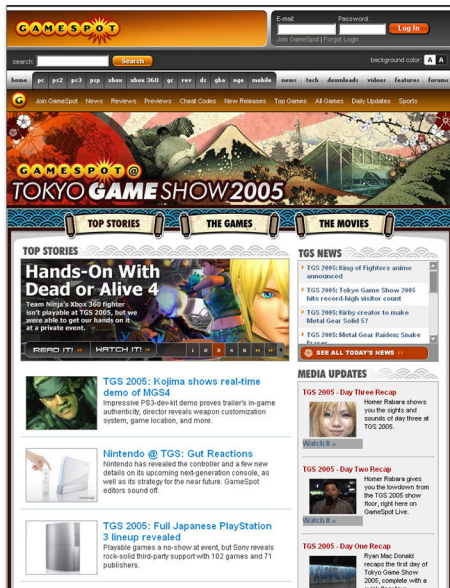 GAMESPOT
E-mail: Password:
Log In
Join GameSpot | Forgot Login
search: Search
background color: A A
home pc ps2 ps3 psp xbox xbox 360 gc rev ds gba nge mobile news tech downloads videos features forums
G Join GameSpot News Reviews Previews Cheat Codes New Releases Top Games All Games Daily Updates Sports
GAMESPOT @
TOKYO GAME SHOW 2005
TOP STORIES THE GAMES THE MOVIES
TOP STORIES
Hands-On With
Dead or Alive 4
Team Ninja's Xbox 360 fighter
isn't playable at TGS 2005, but we
were able to get our hands on it
at a private event.
READ IT! WATCH IT! 1 2 3 4 5
TGS 2005: Kojima shows real-time
demo of MGS4
Impressive PS3-dev-kit demo proves trailer's in-game
authenticity; director reveals weapon customization
system, game location, and more.
Nintendo @ TGS: Gut Reactions
Nintendo has revealed the controller and a few new
details on its upcoming next-generation console, as
well as its strategy for the near future. GameSpot
editors sound off.
TGS 2005: Full Japanese PlayStation
3 lineup revealed
Playable games a no-show at event, but Sony reveals
rock-solid third-party support with 102 games and 71
publishers.
TGS NEWS
TGS 2005: King of Fighters anime
announced
TGS 2005: Tokyo Game Show 2005
hits record-high visitor count
TGS 2005: Kirby creator to make
Metal Gear Solid 5?
TGS 2005: Metal Gear Raiden: Snake
Eraser
SEE ALL TODAY'S NEWS
MEDIA UPDATES
TGS 2005 - Day Three Recap
Homer Rabara shows
you the sights and
sounds of day three at
TGS 2005.
Watch It »
TGS 2005 - Day Two Recap
Homer Rabara gives
you the lowdown from
the TGS 2005 show
floor, right here on
GameSpot Live.
Watch It »
TGS 2005 - Day One Recap
Ryan Mac Donald
recaps the first day of
Tokyo Game Show
2005, complete with a